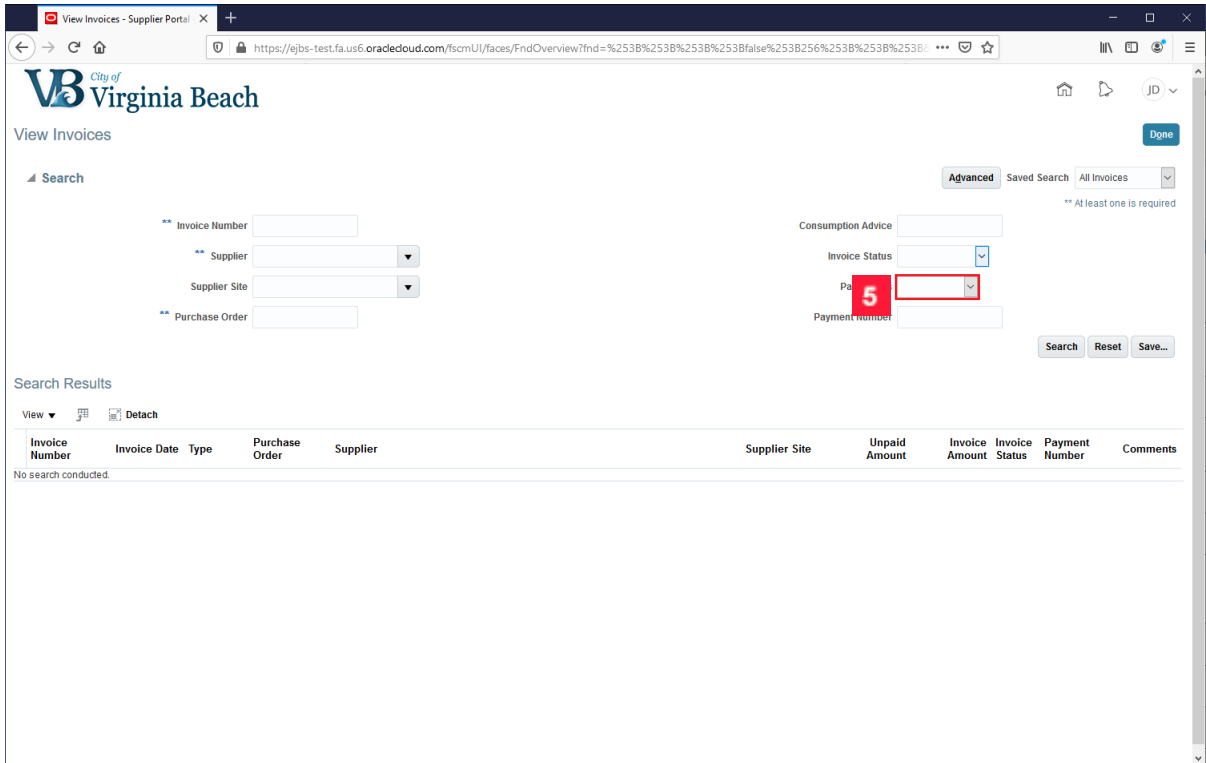 View Invoices - Supplier Portal
https://ejbs-test.fa.us6.oraclecloud.com/fscmUI/faces/FndOverview?fnd=%253B%253B%253B%253Bfalse%253B256%253B%253B%253B
City of
VB Virginia Beach
JD
View Invoices
Done
Search
Advanced Saved Search All Invoices
** At least one is required
** Invoice Number
Consumption Advice
** Supplier
Invoice Status
Supplier Site
5
** Purchase Order
Payment Number
Search Reset Save...
Search Results
View Detach
Invoice Number Invoice Date Type Purchase Order Supplier Supplier Site Unpaid Amount Invoice Amount Invoice Status Payment Number Comments
No search conducted.